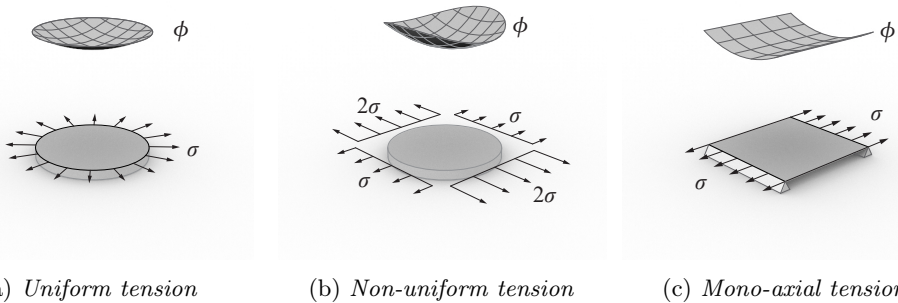 ϕ ϕ ϕ
2σ σ σ
σ σ σ 2σ
) Uniform tension (b) Non-uniform tension (c) Mono-axial tension